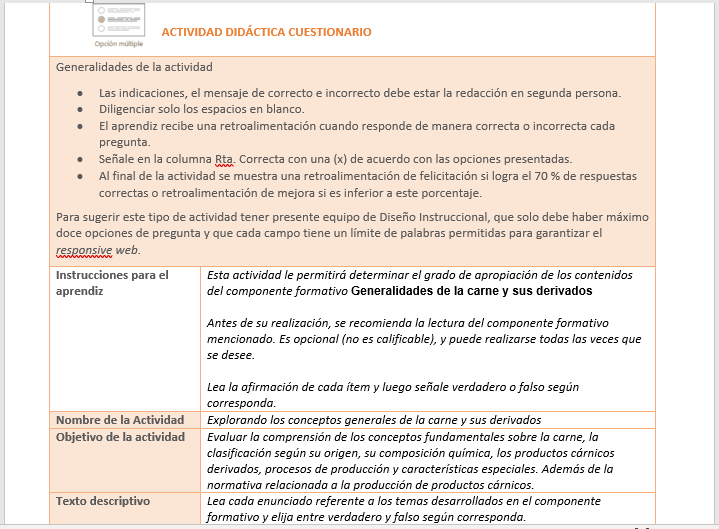 Opción múltiple
ACTIVIDAD DIDÁCTICA CUESTIONARIO
Generalidades de la actividad
● Las indicaciones, el mensaje de correcto e incorrecto debe estar la redacción en segunda persona.
● Diligenciar solo los espacios en blanco.
● El aprendiz recibe una retroalimentación cuando responde de manera correcta o incorrecta cada
pregunta.
● Señale en la columna Rta. Correcta con una (x) de acuerdo con las opciones presentadas.
● Al final de la actividad se muestra una retroalimentación de felicitación si logra el 70 % de respuestas
correctas o retroalimentación de mejora si es inferior a este porcentaje.
Para sugerir este tipo de actividad tener presente equipo de Diseño Instruccional, que solo debe haber máximo
doce opciones de pregunta y que cada campo tiene un límite de palabras permitidas para garantizar el
responsive web.
Instrucciones para el
aprendiz
Esta actividad le permitirá determinar el grado de apropiación de los contenidos
del componente formativo Generalidades de la carne y sus derivados
Antes de su realización, se recomienda la lectura del componente formativo
mencionado. Es opcional (no es calificable), y puede realizarse todas las veces que
se desee.
Lea la afirmación de cada ítem y luego señale verdadero o falso según
corresponda.
Nombre de la Actividad
Explorando los conceptos generales de la carne y sus derivados
Objetivo de la actividad
Evaluar la comprensión de los conceptos fundamentales sobre la carne, la
clasificación según su origen, su composición química, los productos cárnicos
derivados, procesos de producción y características especiales. Además de la
normativa relacionada a la producción de productos cárnicos.
Texto descriptivo
Lea cada enunciado referente a los temas desarrollados en el componente
formativo y elija entre verdadero y falso según corresponda.